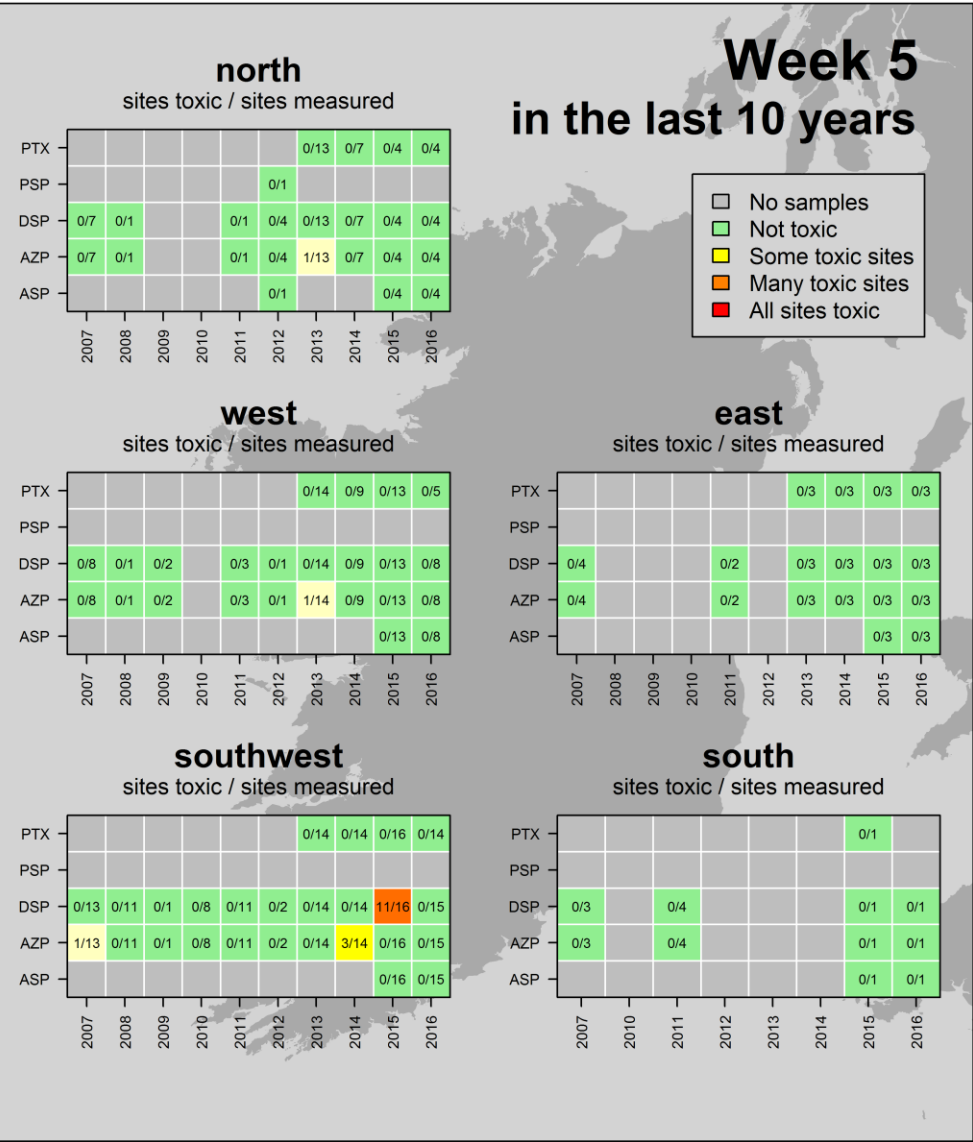 Week 5
in the last 10 years
No samples
Not toxic
Some toxic sites
Many toxic sites
All sites toxic
north
sites toxic / sites measured
PTX 0/13 0/7 0/4 0/4
PSP 0/1
DSP 0/7 0/1 0/1 0/4 0/13 0/7 0/4 0/4
AZP 0/7 0/1 0/1 0/4 1/13 0/7 0/4 0/4
ASP 0/1 0/4 0/4
2007 2008 2009 2010 2011 2012 2013 2014 2015 2016
west
sites toxic / sites measured
PTX 0/14 0/9 0/13 0/5
PSP
DSP 0/8 0/1 0/2 0/3 0/1 0/14 0/9 0/13 0/8
AZP 0/8 0/1 0/2 0/3 0/1 1/14 0/9 0/13 0/8
ASP 0/13 0/8
2007 2008 2009 2010 2011 2012 2013 2014 2015 2016
east
sites toxic / sites measured
PTX 0/3 0/3 0/3 0/3
PSP
DSP 0/4 0/2 0/3 0/3 0/3 0/3
AZP 0/4 0/2 0/3 0/3 0/3 0/3
ASP 0/3 0/3
2007 2008 2009 2010 2011 2012 2013 2014 2015 2016
southwest
sites toxic / sites measured
PTX 0/14 0/14 0/16 0/14
PSP
DSP 0/13 0/11 0/1 0/8 0/11 0/2 0/14 0/14 11/16 0/15
AZP 1/13 0/11 0/1 0/8 0/11 0/2 0/14 3/14 0/16 0/15
ASP 0/16 0/15
2007 2008 2009 2010 2011 2012 2013 2014 2015 2016
south
sites toxic / sites measured
PTX 0/1
PSP
DSP 0/3 0/4 0/1 0/1
AZP 0/3 0/4 0/1 0/1
ASP 0/1 0/1
2007 2010 2011 2012 2013 2014 2015 2016